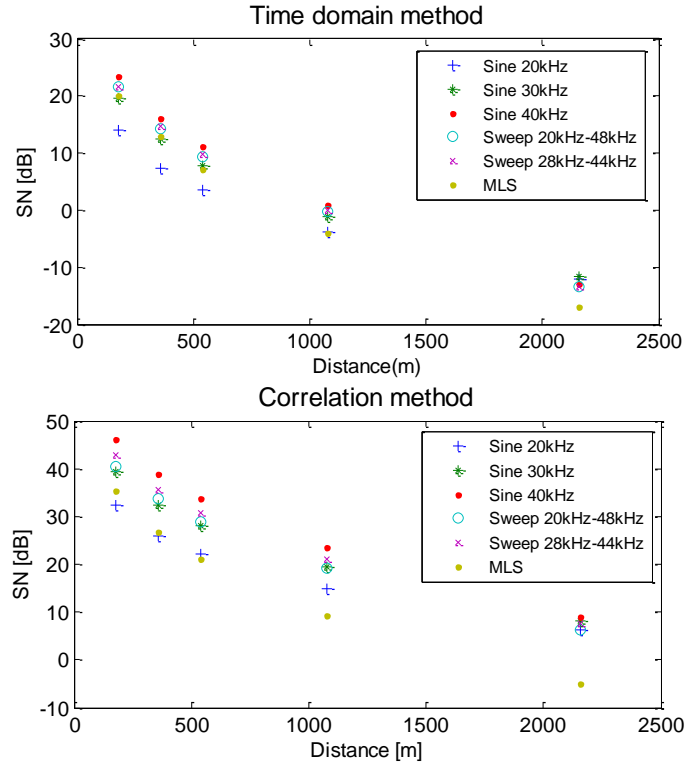 Time domain method
30
20
10
0
-10
-20
SN [dB]
Sine 20kHz
Sine 30kHz
Sine 40kHz
Sweep 20kHz-48kHz
Sweep 28kHz-44kHz
MLS
0 500 1000 1500 2000 2500
Distance(m)
Correlation method
50
40
30
20
10
0
-10
SN [dB]
Sine 20kHz
Sine 30kHz
Sine 40kHz
Sweep 20kHz-48kHz
Sweep 28kHz-44kHz
MLS
0 500 1000 1500 2000 2500
Distance [m]